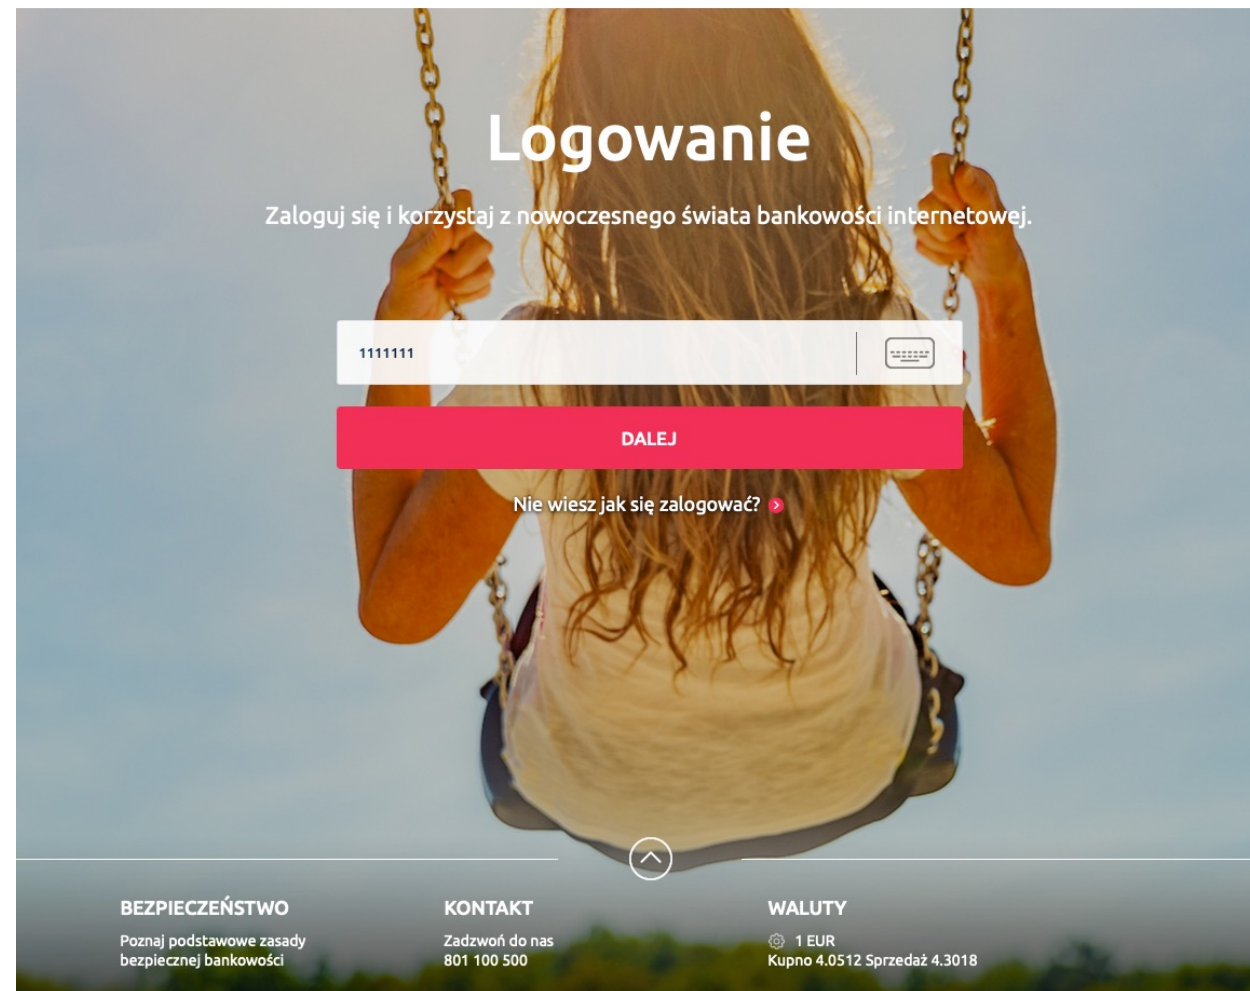 Logowanie
Zaloguj się i korzystaj z nowoczesnego świata bankowości internetowej.
1111111
DALEJ
Nie wiesz jak się zalogować?
BEZPIECZEŃSTWO
Poznaj podstawowe zasady
bezpiecznej bankowości
KONTAKT
Zadzwoń do nas
801 100 500
WALUTY
1 EUR
Kupno 4.0512 Sprzedaż 4.3018